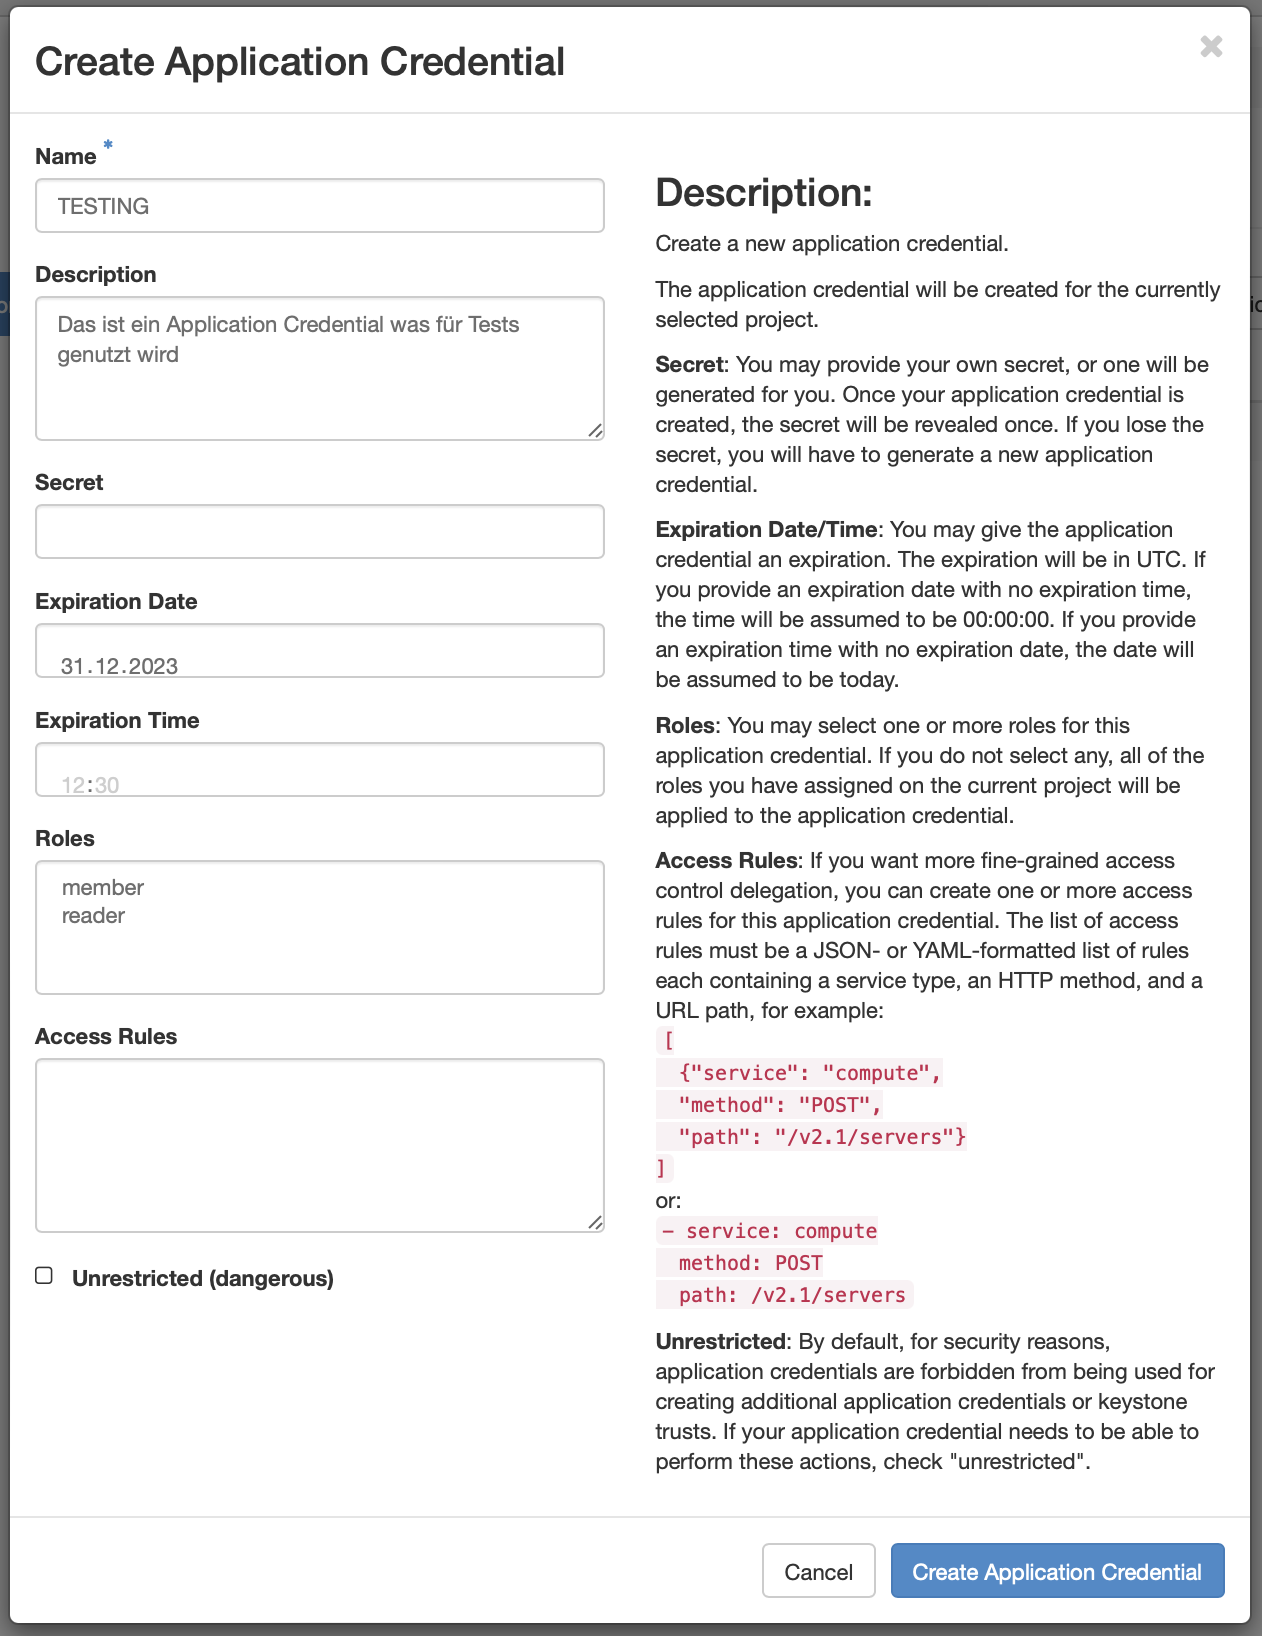 Create Application Credential
Name *
TESTING
Description
Das ist ein Application Credential was für Tests
genutzt wird
Secret
Expiration Date
31.12.2023
Expiration Time
12:30
Roles
member
reader
Access Rules
Unrestricted (dangerous)
Description:
Create a new application credential.
The application credential will be created for the currently
selected project.
Secret: You may provide your own secret, or one will be
generated for you. Once your application credential is
created, the secret will be revealed once. If you lose the
secret, you will have to generate a new application
credential.
Expiration Date/Time: You may give the application
credential an expiration. The expiration will be in UTC. If
you provide an expiration date with no expiration time,
the time will be assumed to be 00:00:00. If you provide
an expiration time with no expiration date, the date will
be assumed to be today.
Roles: You may select one or more roles for this
application credential. If you do not select any, all of the
roles you have assigned on the current project will be
applied to the application credential.
Access Rules: If you want more fine-grained access
control delegation, you can create one or more access
rules for this application credential. The list of access
rules must be a JSON- or YAML-formatted list of rules
each containing a service type, an HTTP method, and a
URL path, for example:
[
{"service": "compute",
"method": "POST",
"path": "/v2.1/servers"}
]
or:
- service: compute
method: POST
path: /v2.1/servers
Unrestricted: By default, for security reasons,
application credentials are forbidden from being used for
creating additional application credentials or keystone
trusts. If your application credential needs to be able to
perform these actions, check "unrestricted".
Cancel
Create Application Credential